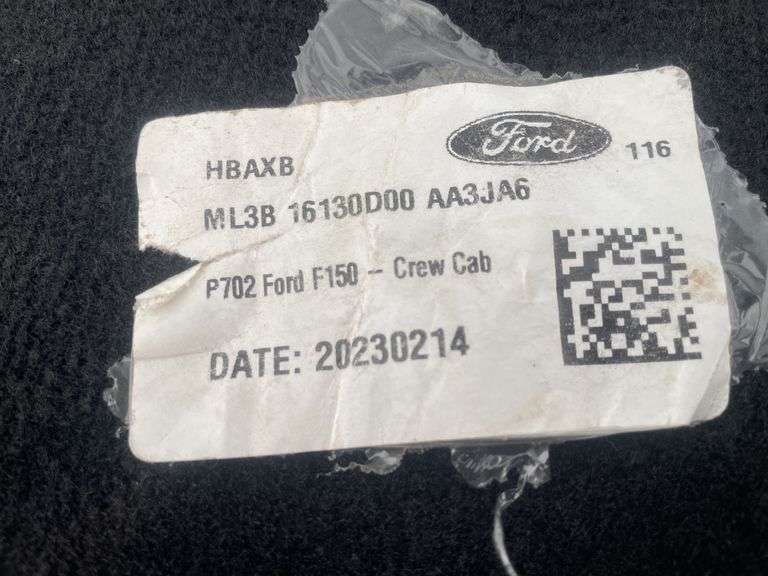 Ford
HBAXB 116
ML3B 16130D00 AA3JA6
P702 Ford F150 - Crew Cab
DATE: 20230214